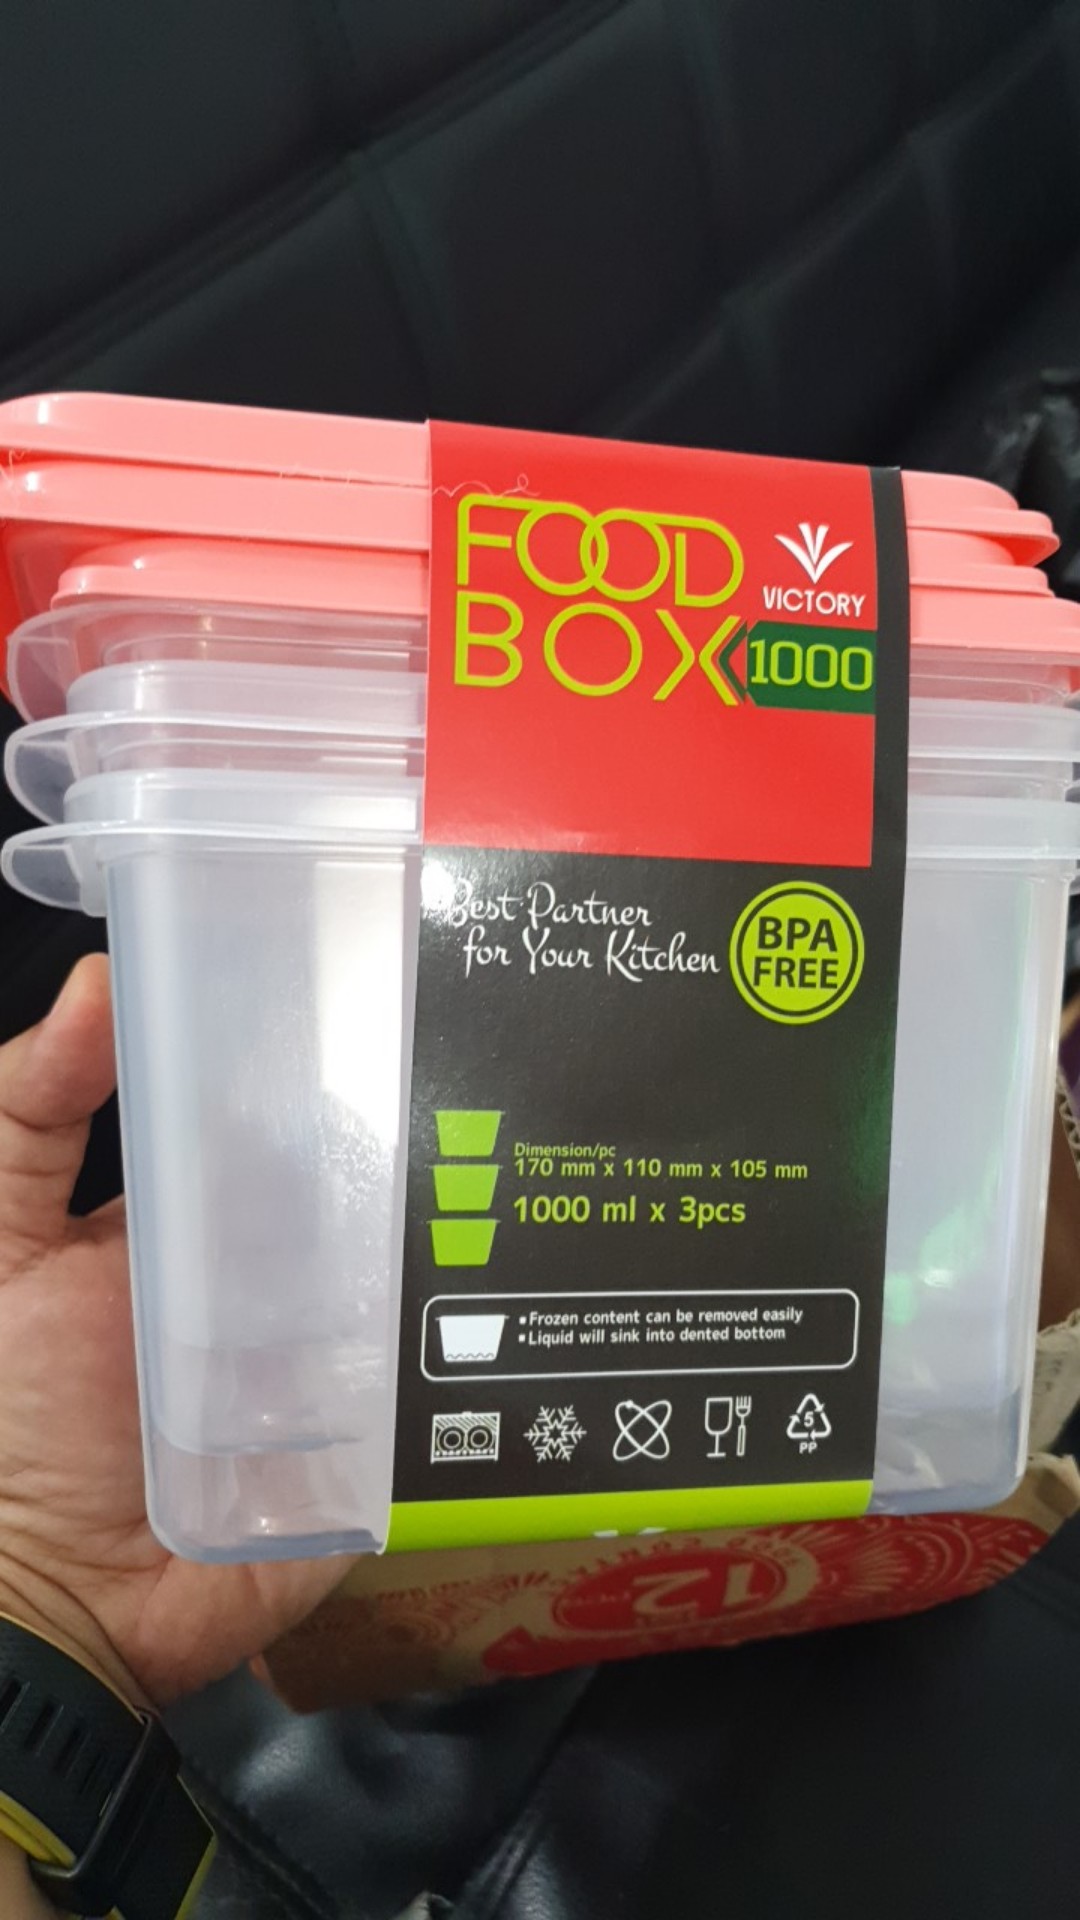 FOOD
BOX
VICTORY
1000
Best Partner
for Your Kitchen
BPA
FREE
Dimension/pc
170 mm x 110 mm x 105 mm
1000 ml x 3pcs
▪Frozen content can be removed easily
▪Liquid will sink into dented bottom
5
PP
12